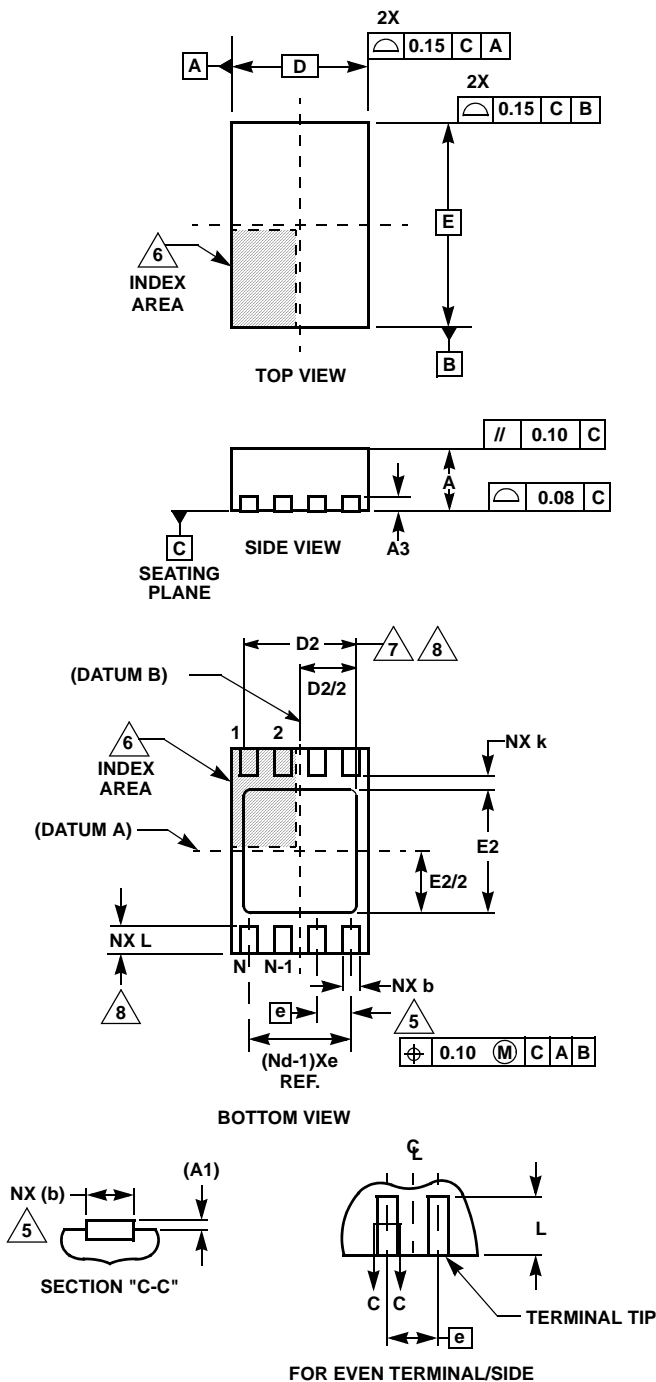 2X
⌓ 0.15 C A
A
D
2X
⌓ 0.15 C B
E
6
INDEX
AREA
B
TOP VIEW
// 0.10 C
A
⌓ 0.08 C
C
SIDE VIEW
A3
SEATING
PLANE
D2
7
8
(DATUM B)
D2/2
1
2
6
INDEX
AREA
NX k
(DATUM A)
E2
E2/2
NX L
N
N-1
NX b
8
e
5
(Nd-1)Xe
REF.
⌖ 0.10 Ⓜ C A B
BOTTOM VIEW
(A1)
NX (b)
5
SECTION "C-C"
℄
L
C C
TERMINAL TIP
e
FOR EVEN TERMINAL/SIDE